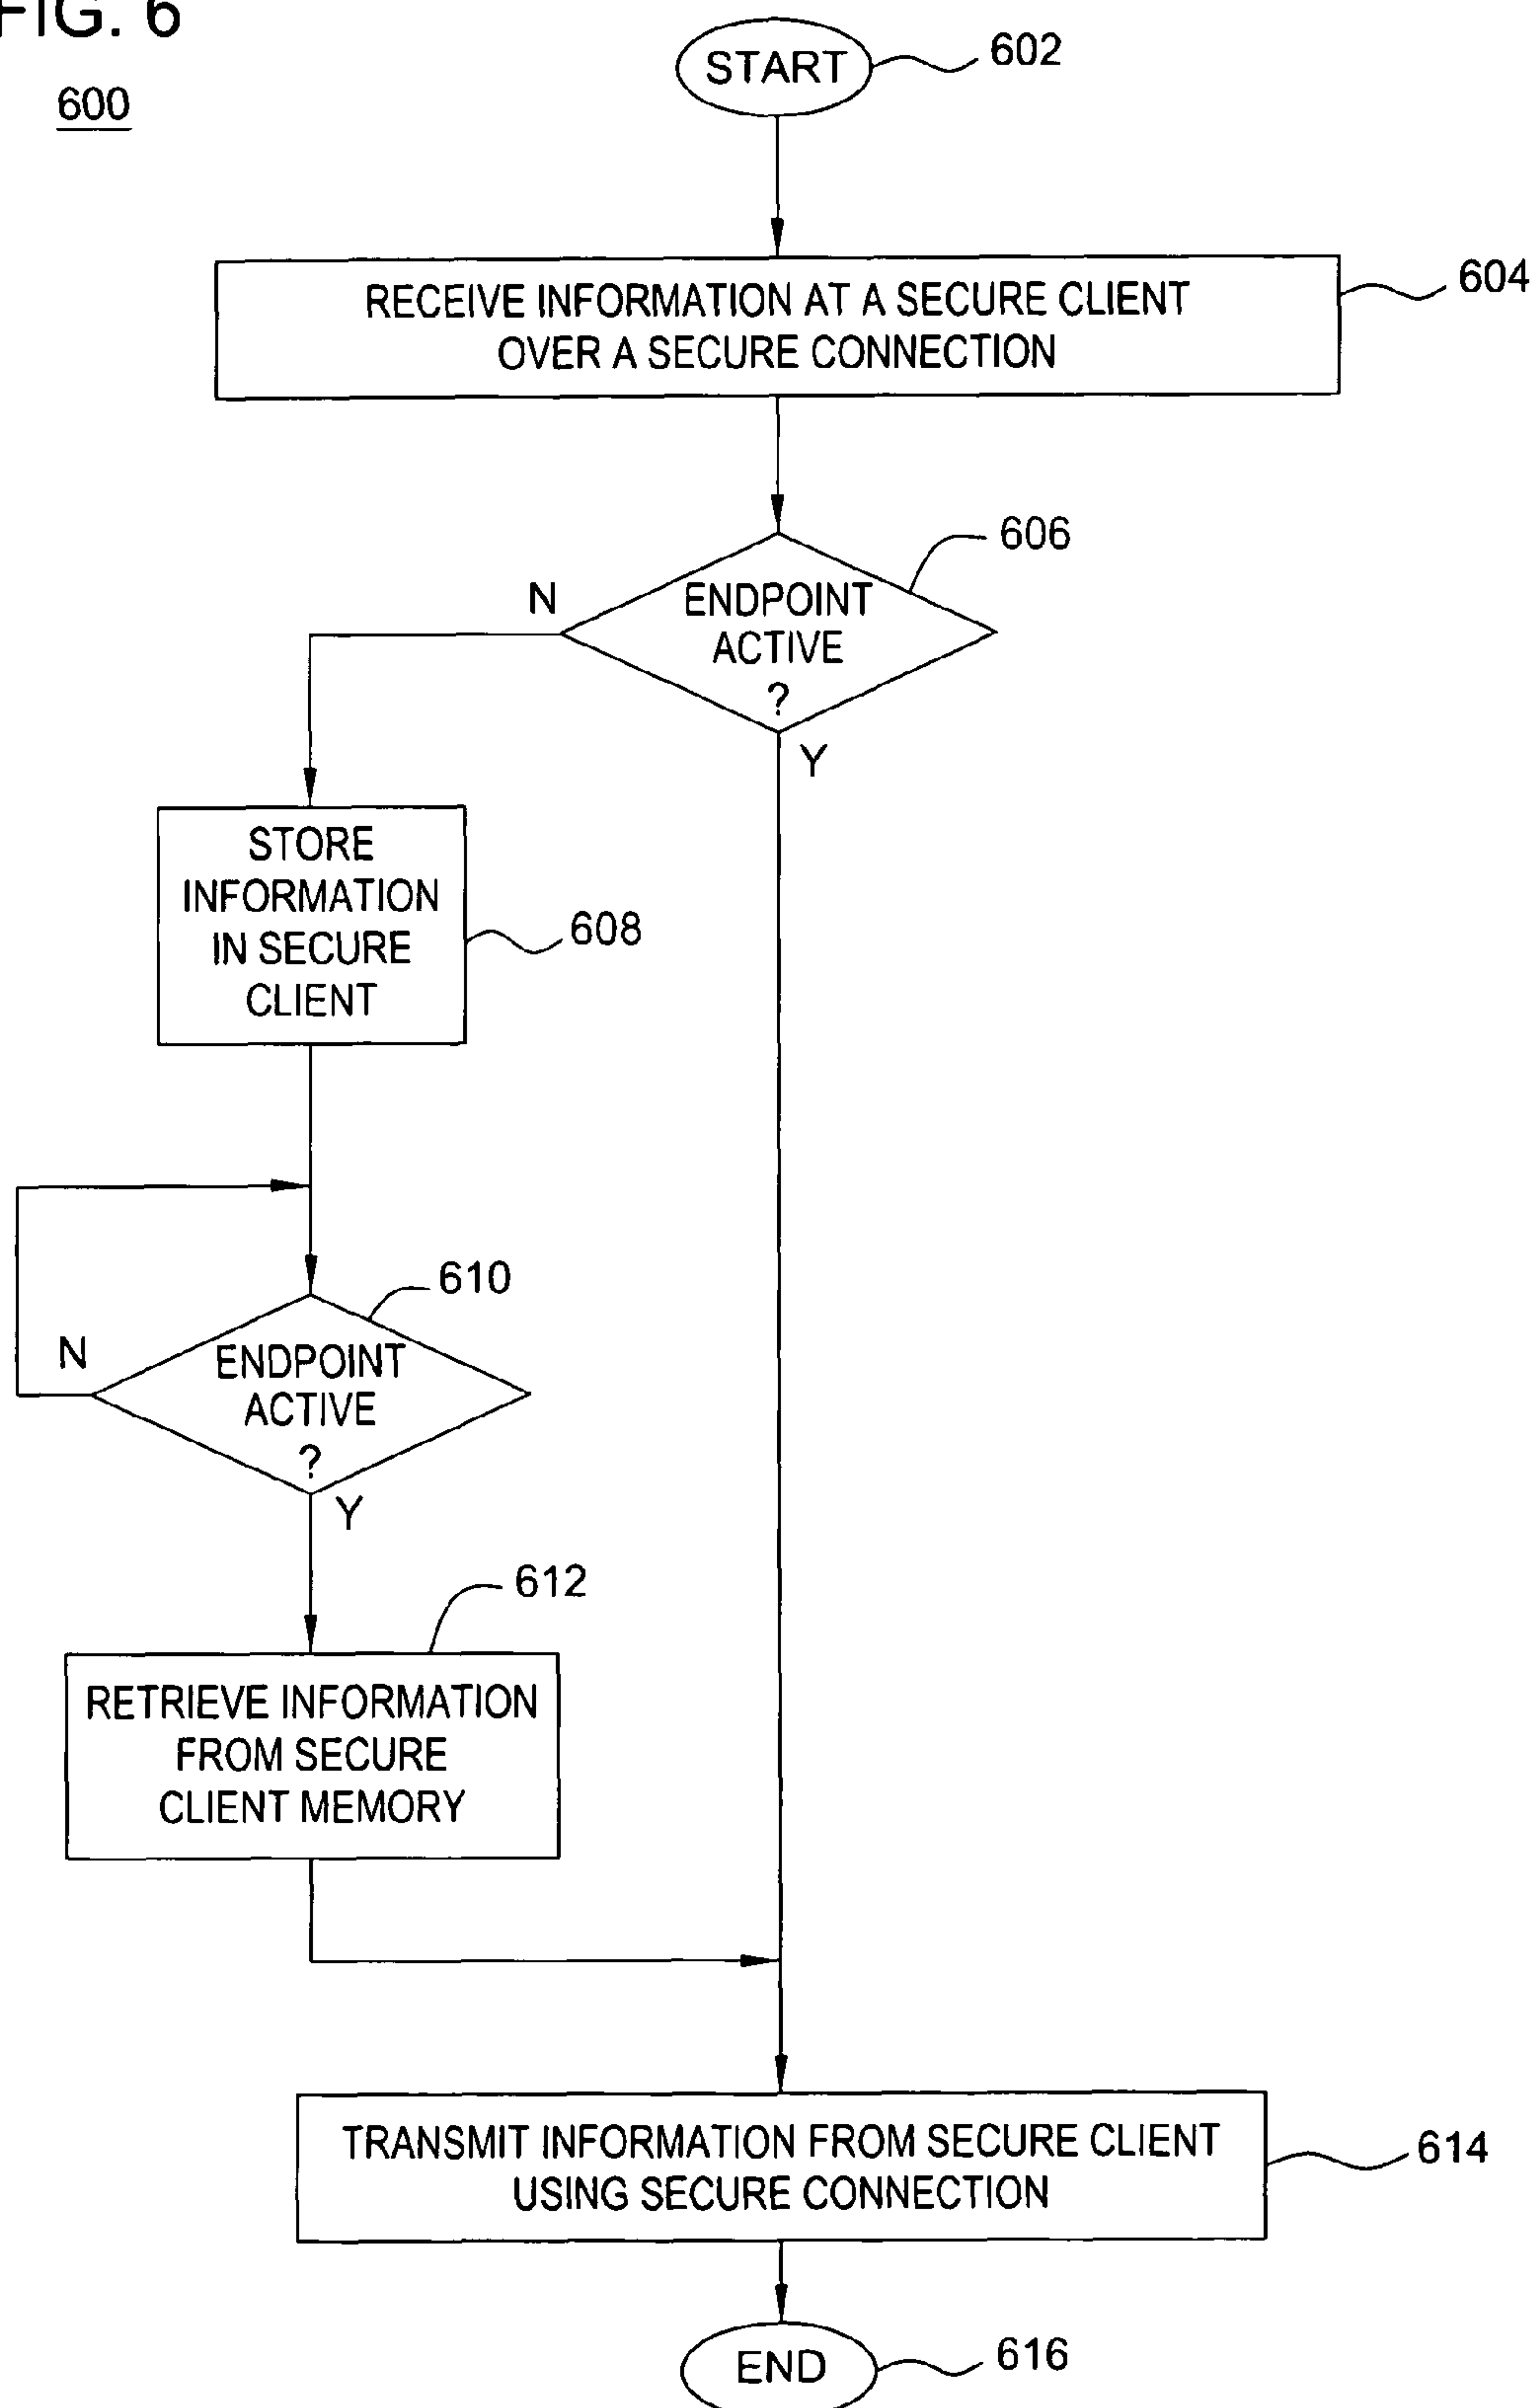 FIG. 6
600
START
602
RECEIVE INFORMATION AT A SECURE CLIENT
OVER A SECURE CONNECTION
604
606
N
ENDPOINT
ACTIVE
?
Y
STORE
INFORMATION
IN SECURE
CLIENT
608
610
N
ENDPOINT
ACTIVE
?
Y
612
RETRIEVE INFORMATION
FROM SECURE
CLIENT MEMORY
TRANSMIT INFORMATION FROM SECURE CLIENT
USING SECURE CONNECTION
614
END
616